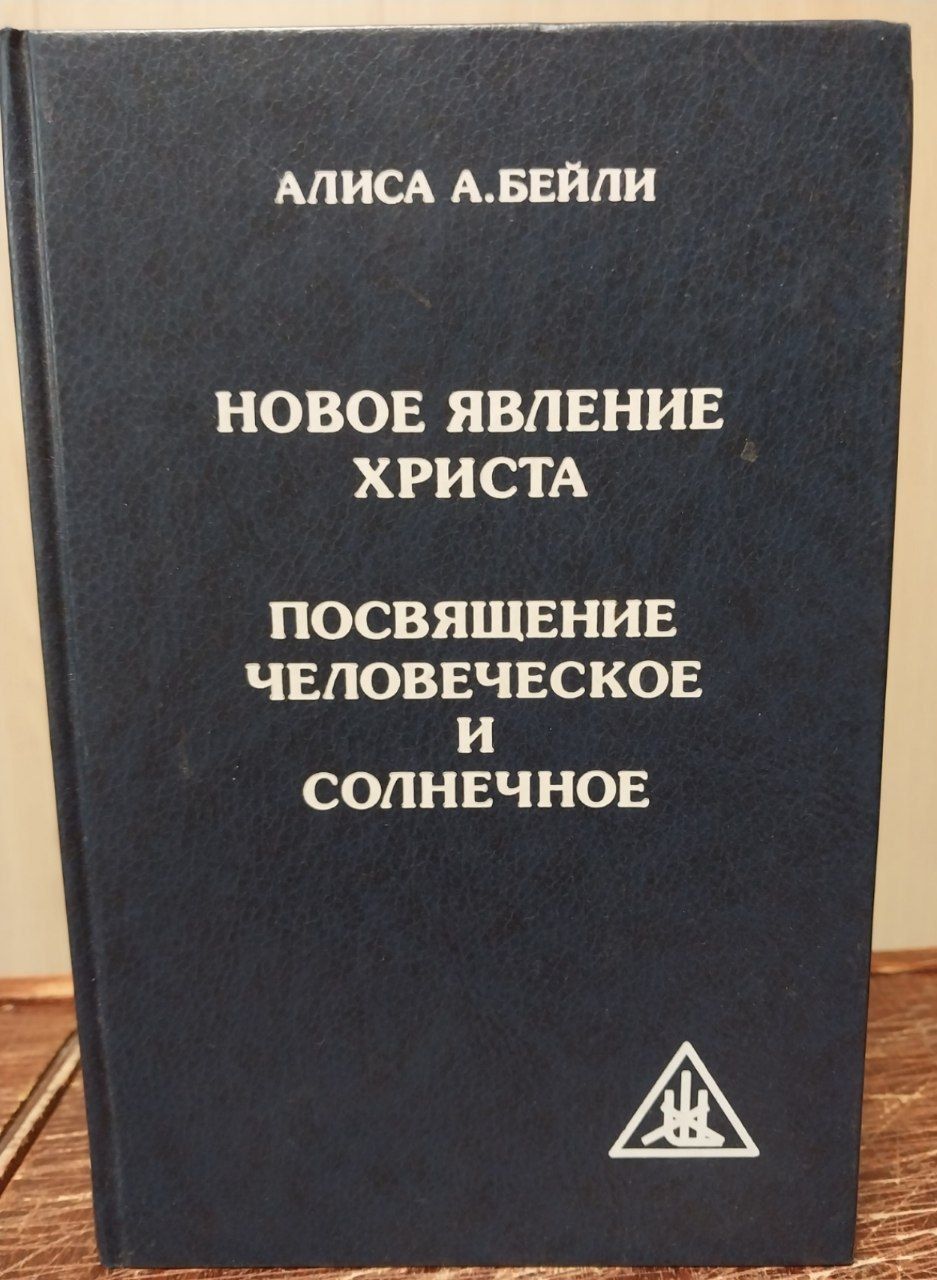 АЛИСА А.БЕЙЛИ
НОВОЕ ЯВЛЕНИЕ
ХРИСТА
ПОСВЯЩЕНИЕ
ЧЕЛОВЕЧЕСКОЕ
И
СОЛНЕЧНОЕ